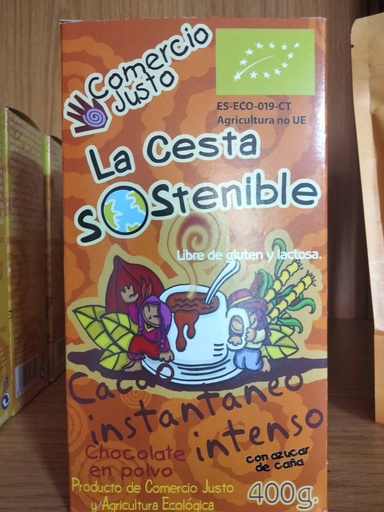 Comercio
Justo
ES-ECO-019-CT
Agricultura no UE
La Cesta
SOStenible
Libre de gluten y lactosa.
Cacao
instantaneo
intenso
Chocolate
en polvo
con azucar
de caña
Producto de Comercio Justo
y Agricultura Ecológica
400g.